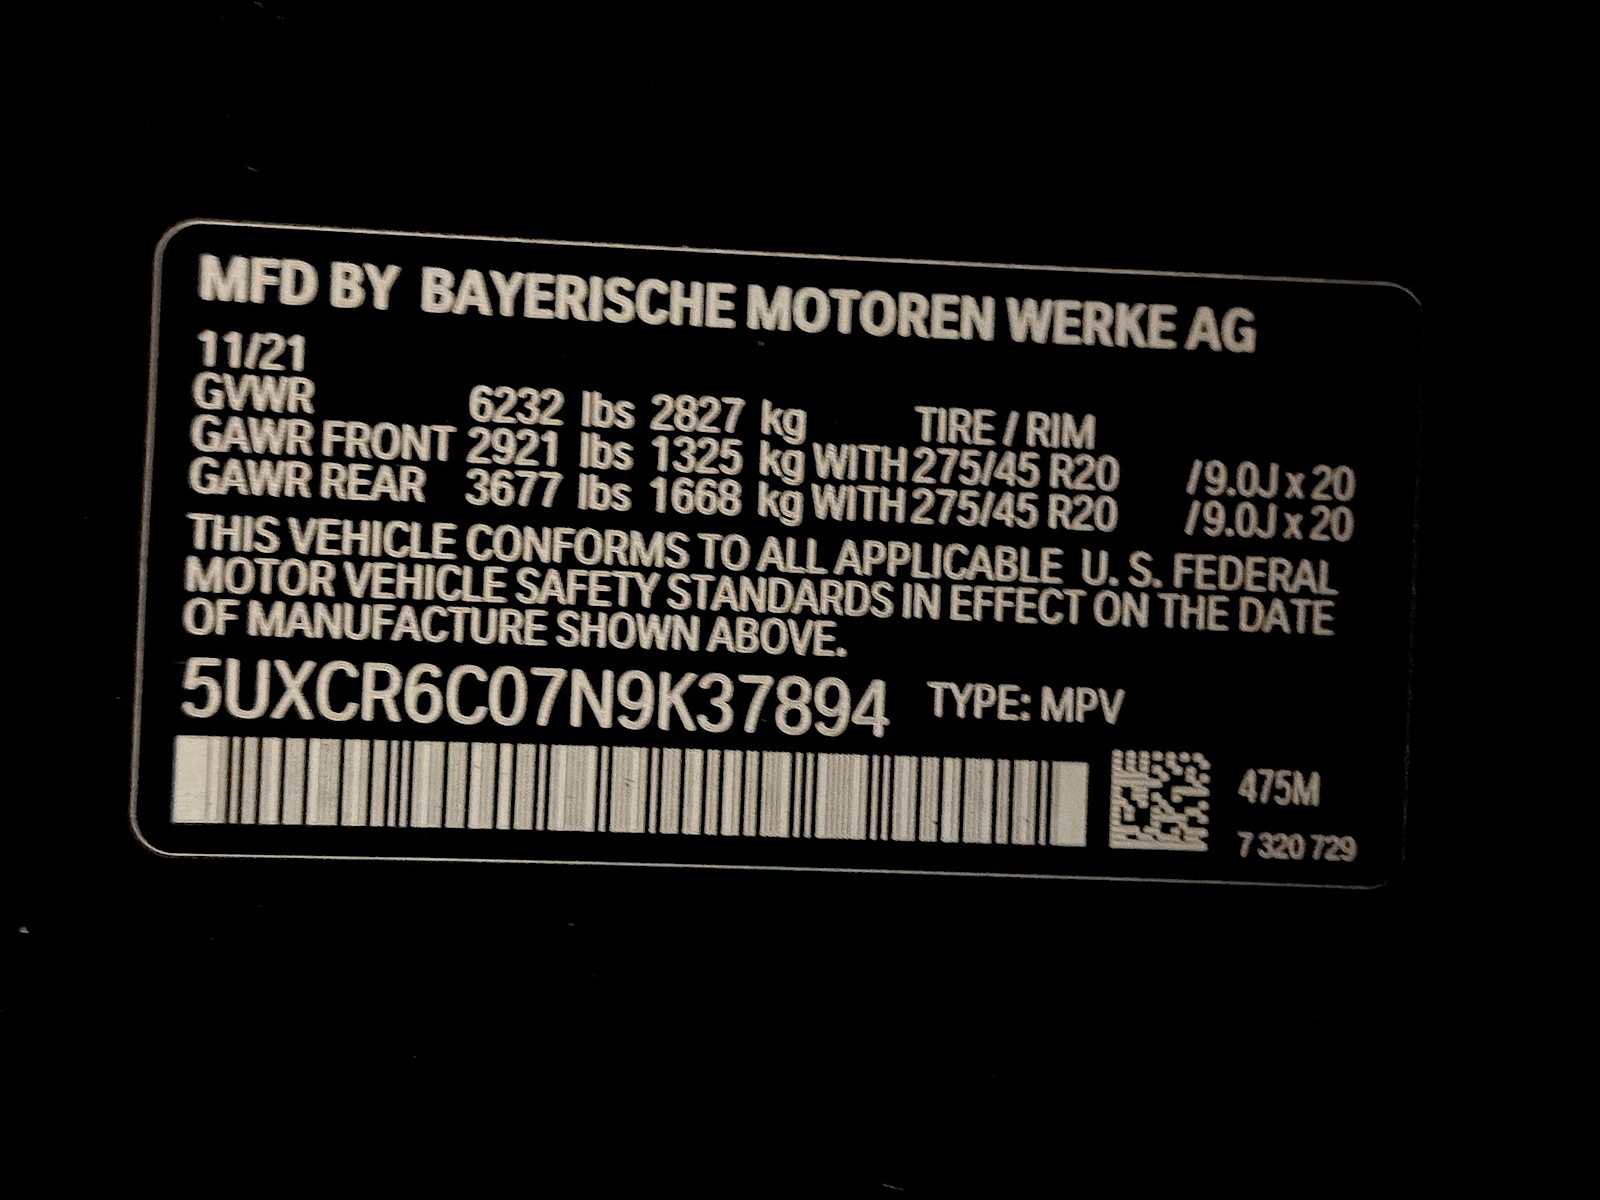 MFD BY BAYERISCHE MOTOREN WERKE AG
11/21
GVWR 6232 lbs 2827 kg TIRE / RIM
GAWR FRONT 2921 lbs 1325 kg WITH 275/45 R20 /9.0J x 20
GAWR REAR 3677 lbs 1668 kg WITH 275/45 R20 /9.0J x 20
THIS VEHICLE CONFORMS TO ALL APPLICABLE U. S. FEDERAL
MOTOR VEHICLE SAFETY STANDARDS IN EFFECT ON THE DATE
OF MANUFACTURE SHOWN ABOVE.
5UXCR6C07N9K37894 TYPE: MPV
475M
7 320 729